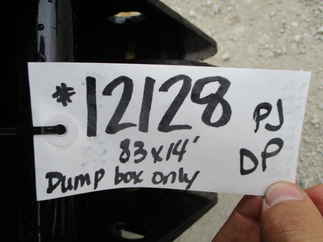 *12128 PJ
83x14' DP
Dump box only